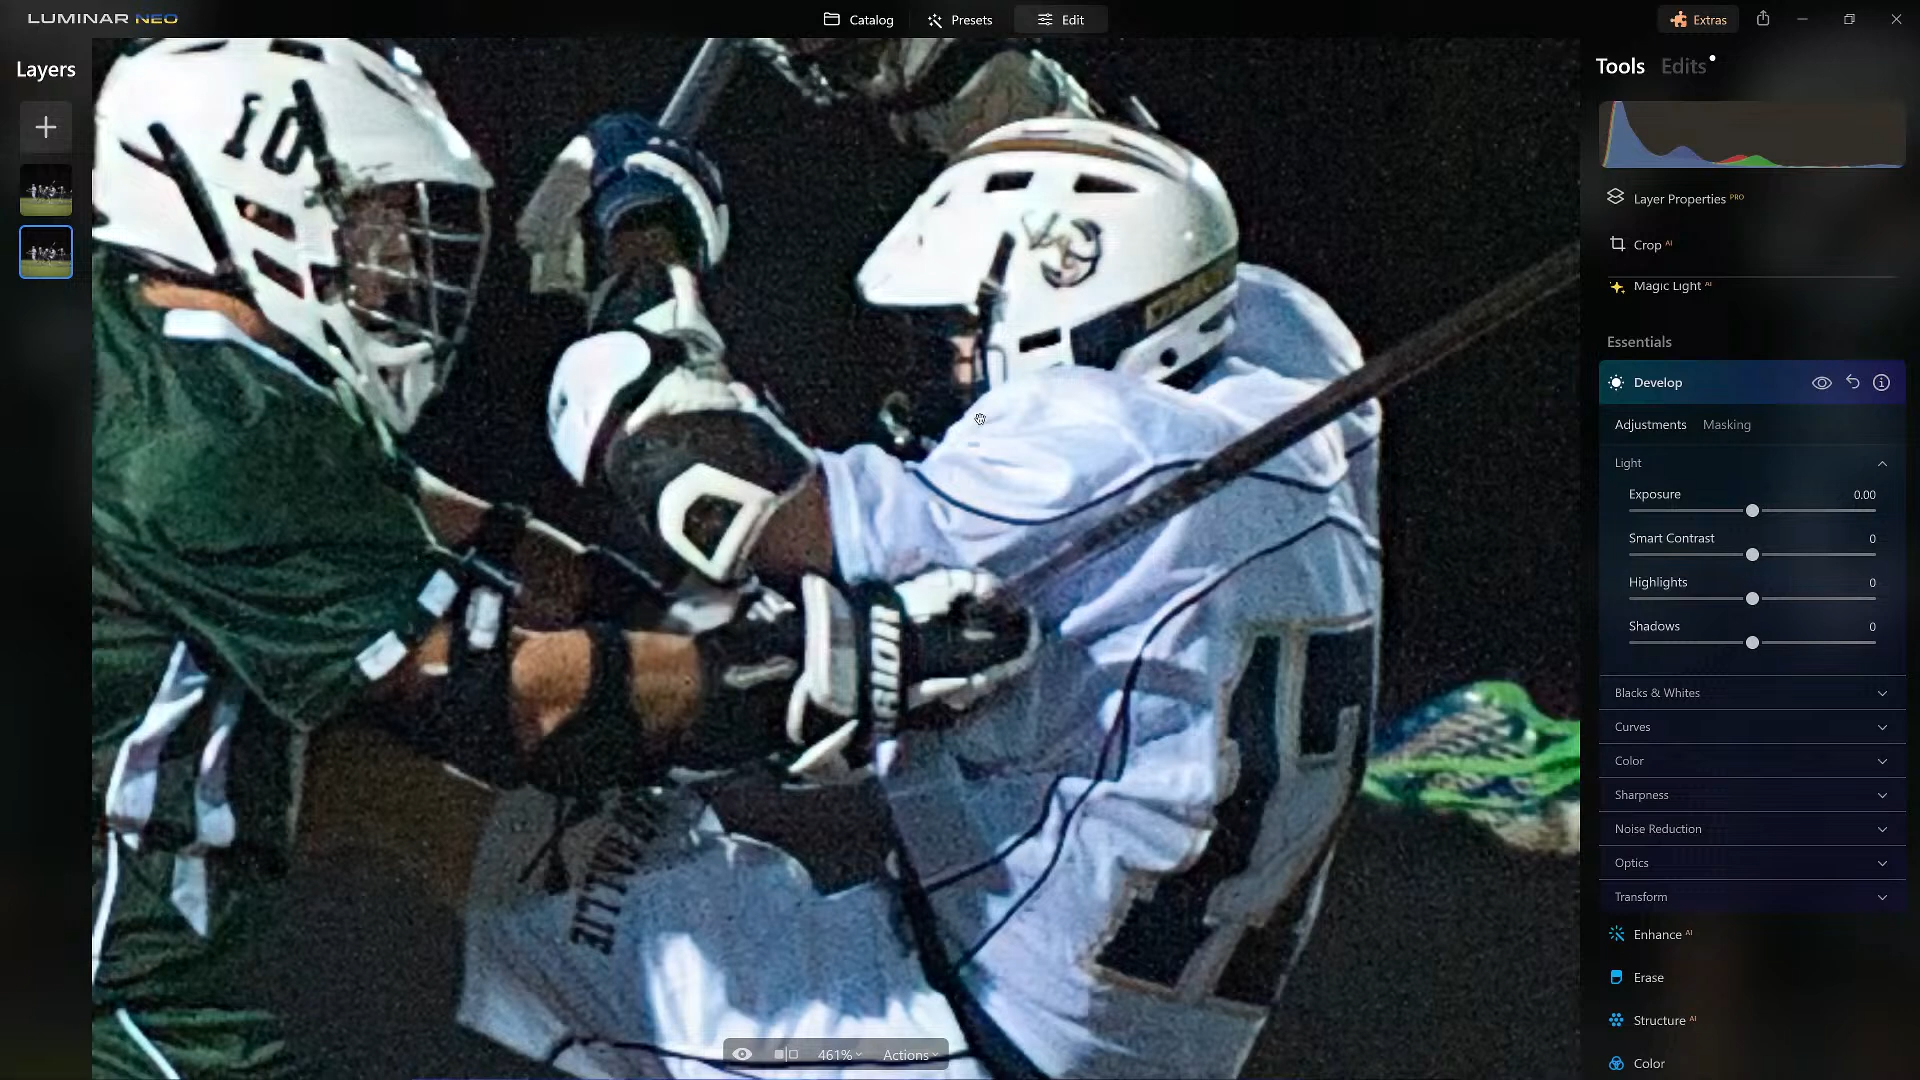 LUMINAR NEO
Catalog
Presets
Edit
Extras
Layers
Tools
Edits
Layer Properties PRO
Crop AI
Magic Light AI
Essentials
Develop
Adjustments
Masking
Light
Exposure
0.00
Smart Contrast
0
Highlights
0
Shadows
0
Blacks & Whites
Curves
Color
Sharpness
Noise Reduction
Optics
Transform
Enhance AI
Erase
Structure AI
Color
461%
Actions
10